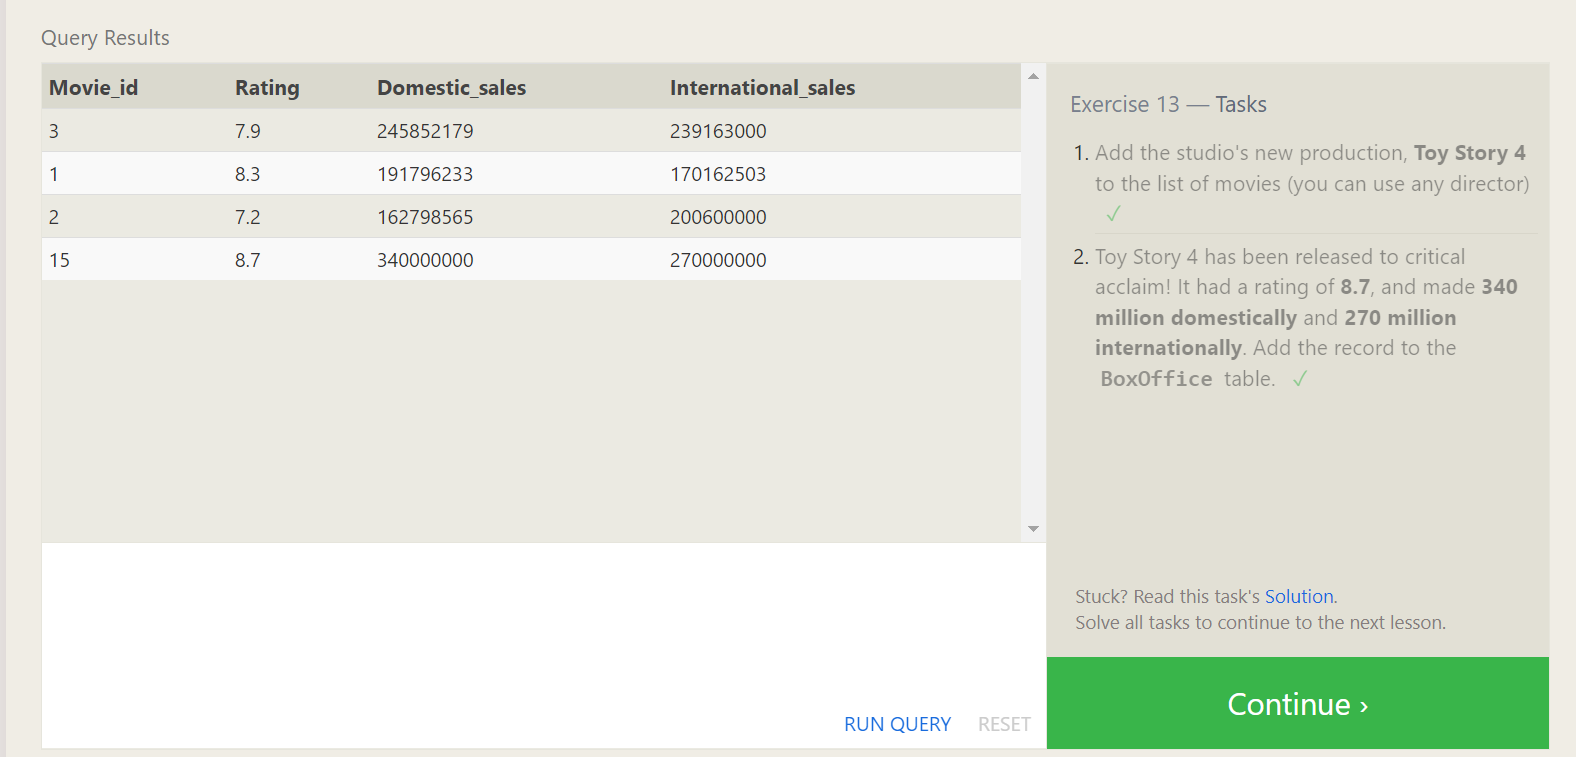 Query Results
Movie_id Rating Domestic_sales International_sales
3 7.9 245852179 239163000
1 8.3 191796233 170162503
2 7.2 162798565 200600000
15 8.7 340000000 270000000
RUN QUERY RESET
Exercise 13 — Tasks
1. Add the studio's new production, Toy Story 4
to the list of movies (you can use any director)
✓
2. Toy Story 4 has been released to critical
acclaim! It had a rating of 8.7, and made 340
million domestically and 270 million
internationally. Add the record to the
BoxOffice table. ✓
Stuck? Read this task's Solution.
Solve all tasks to continue to the next lesson.
Continue ›